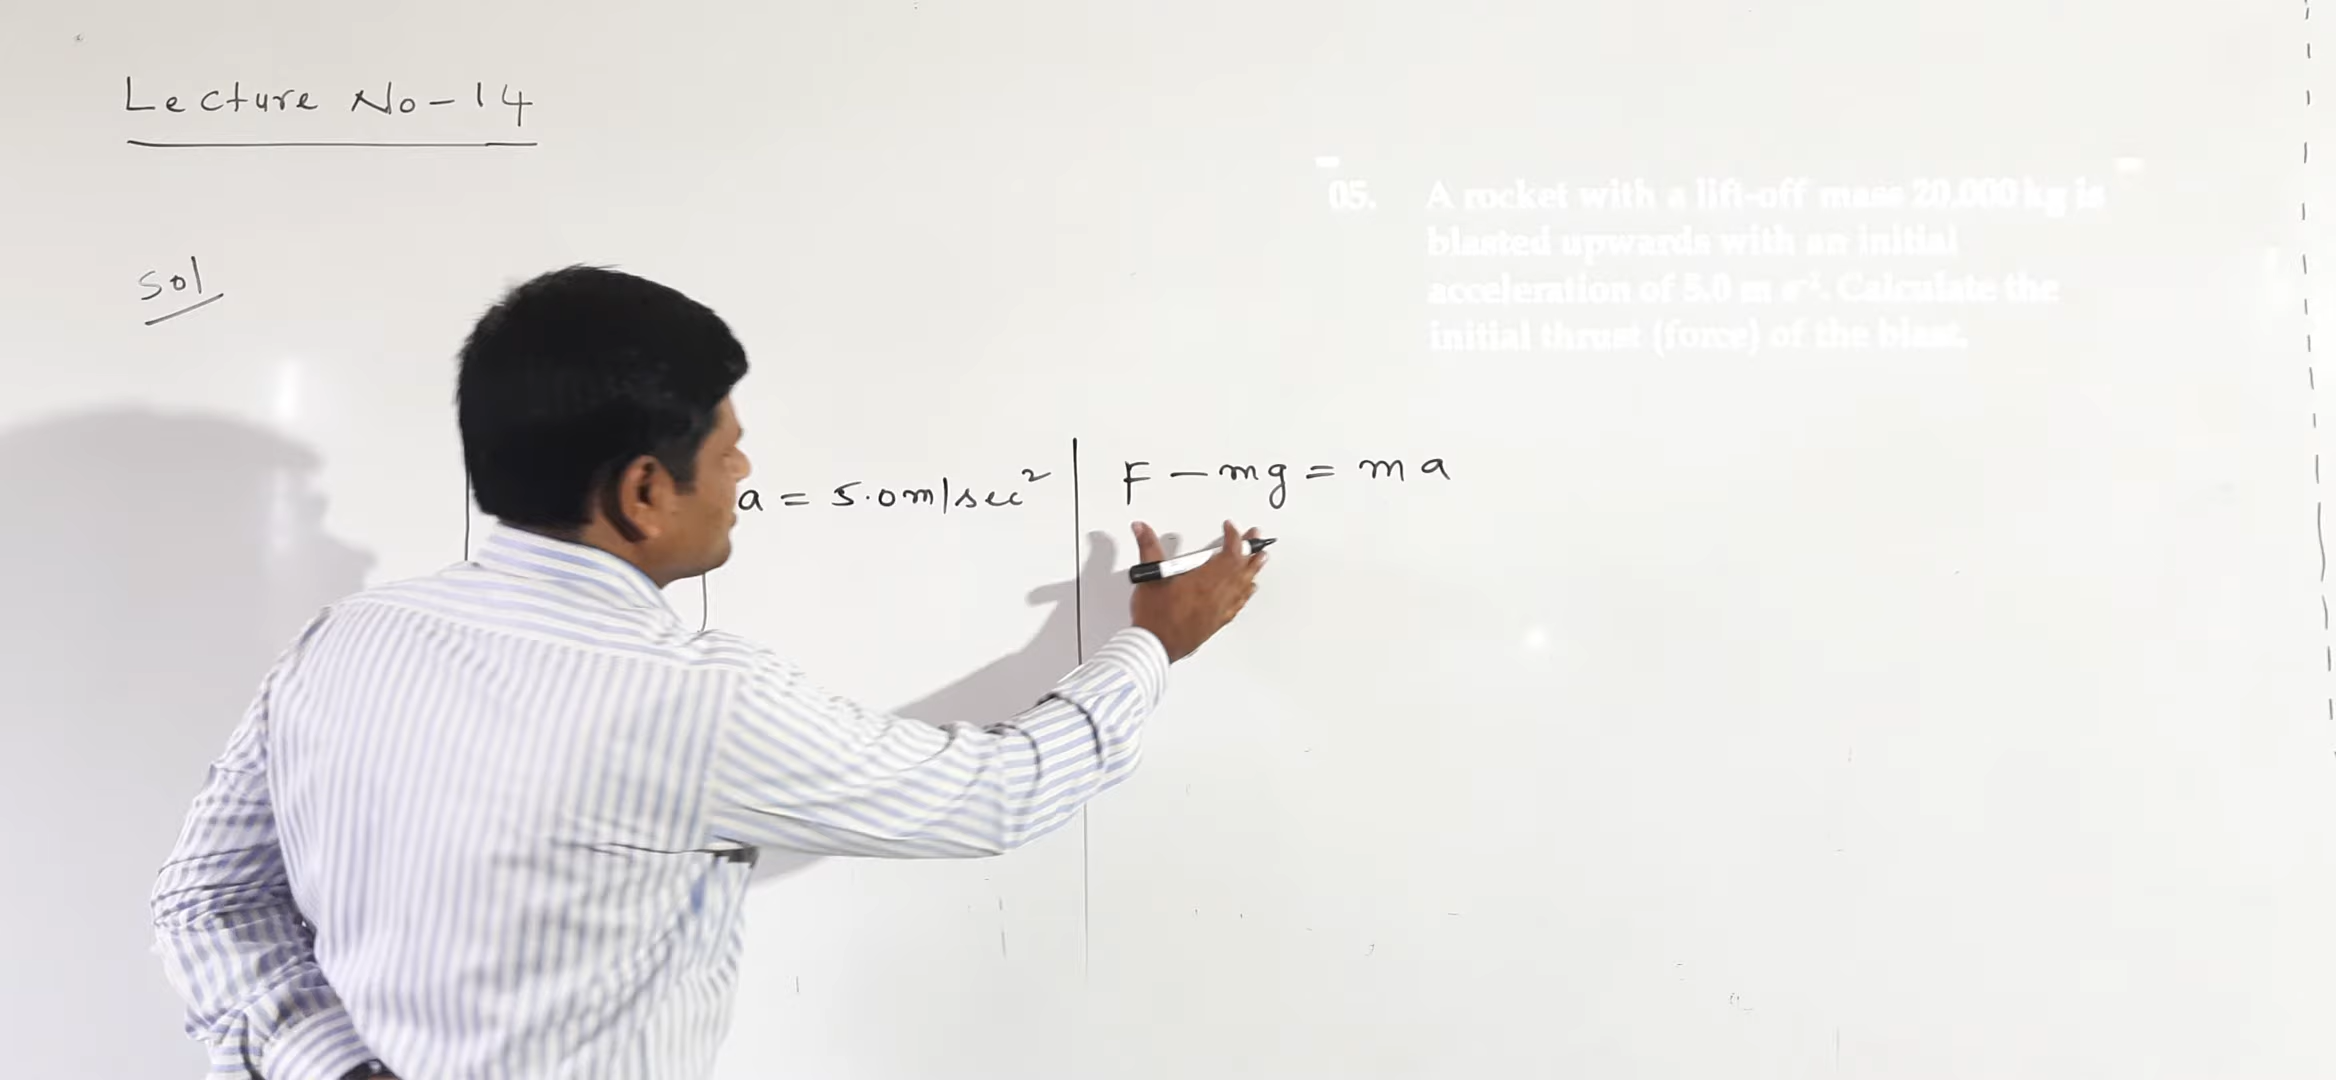 Lecture No-14
05. A rocket with a lift-off mass 20,000 kg is
blasted upwards with an initial
acceleration of 5.0 m s⁻². Calculate the
initial thrust (force) of the blast.
Sol
a = 5.0m/sec²
F - mg = ma